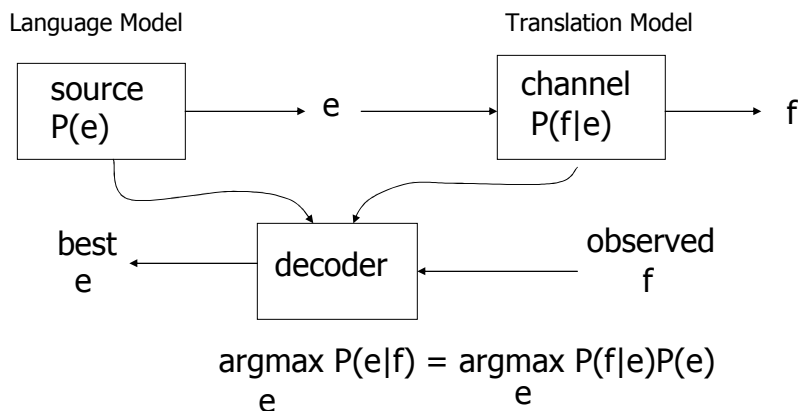 Language Model
Translation Model
source
P(e)
e
channel
P(f|e)
f
best
e
decoder
observed
f
argmax P(e|f) = argmax P(f|e)P(e)
e e